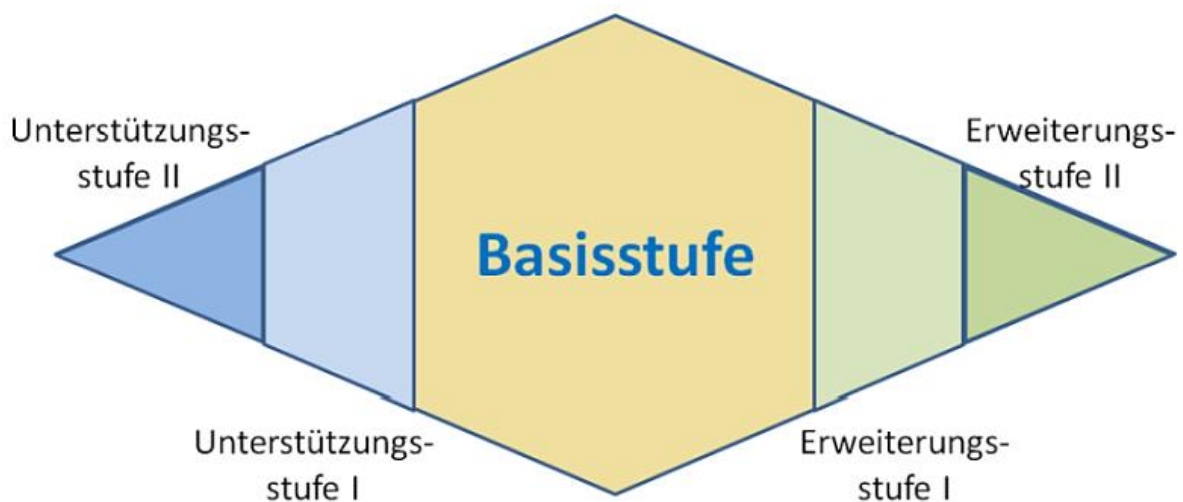 Unterstützungs-
stufe II
Erweiterungs-
stufe II
Basisstufe
Unterstützungs-
stufe I
Erweiterungs-
stufe I